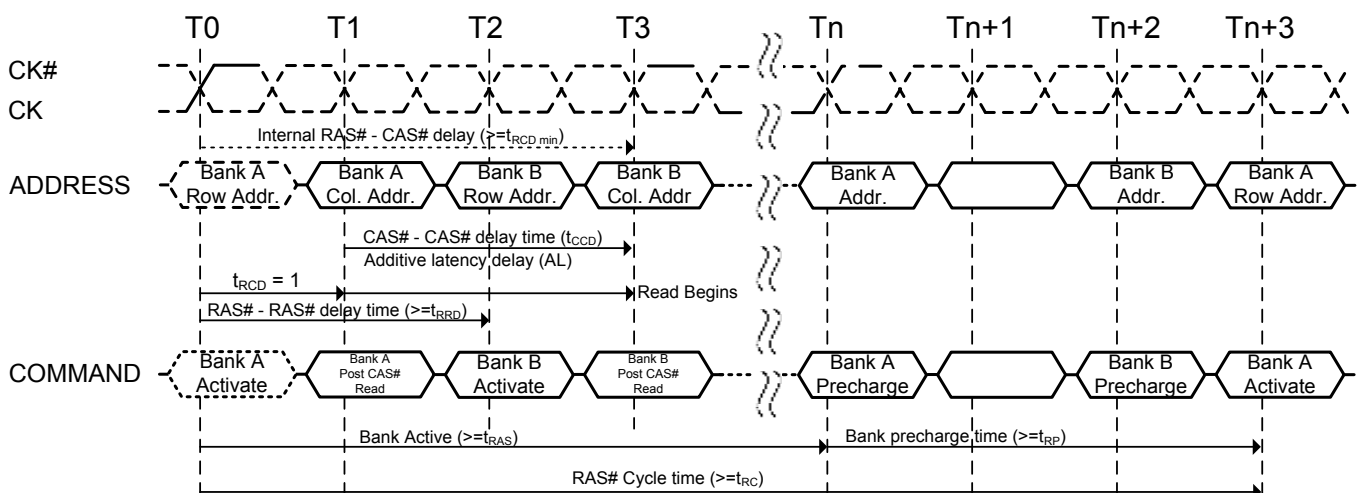 T0 T1 T2 T3 Tn Tn+1 Tn+2 Tn+3
CK#
CK
Internal RAS# - CAS# delay (>=tRCD min)
ADDRESS
Bank A
Row Addr.
Bank A
Col. Addr.
Bank B
Row Addr.
Bank B
Col. Addr
Bank A
Addr.
Bank B
Addr.
Bank A
Row Addr.
CAS# - CAS# delay time (tCCD)
Additive latency delay (AL)
tRCD = 1
Read Begins
RAS# - RAS# delay time (>=tRRD)
COMMAND
Bank A
Activate
Bank A
Post CAS#
Read
Bank B
Activate
Bank B
Post CAS#
Read
Bank A
Precharge
Bank B
Precharge
Bank A
Activate
Bank Active (>=tRAS)
Bank precharge time (>=tRP)
RAS# Cycle time (>=tRC)